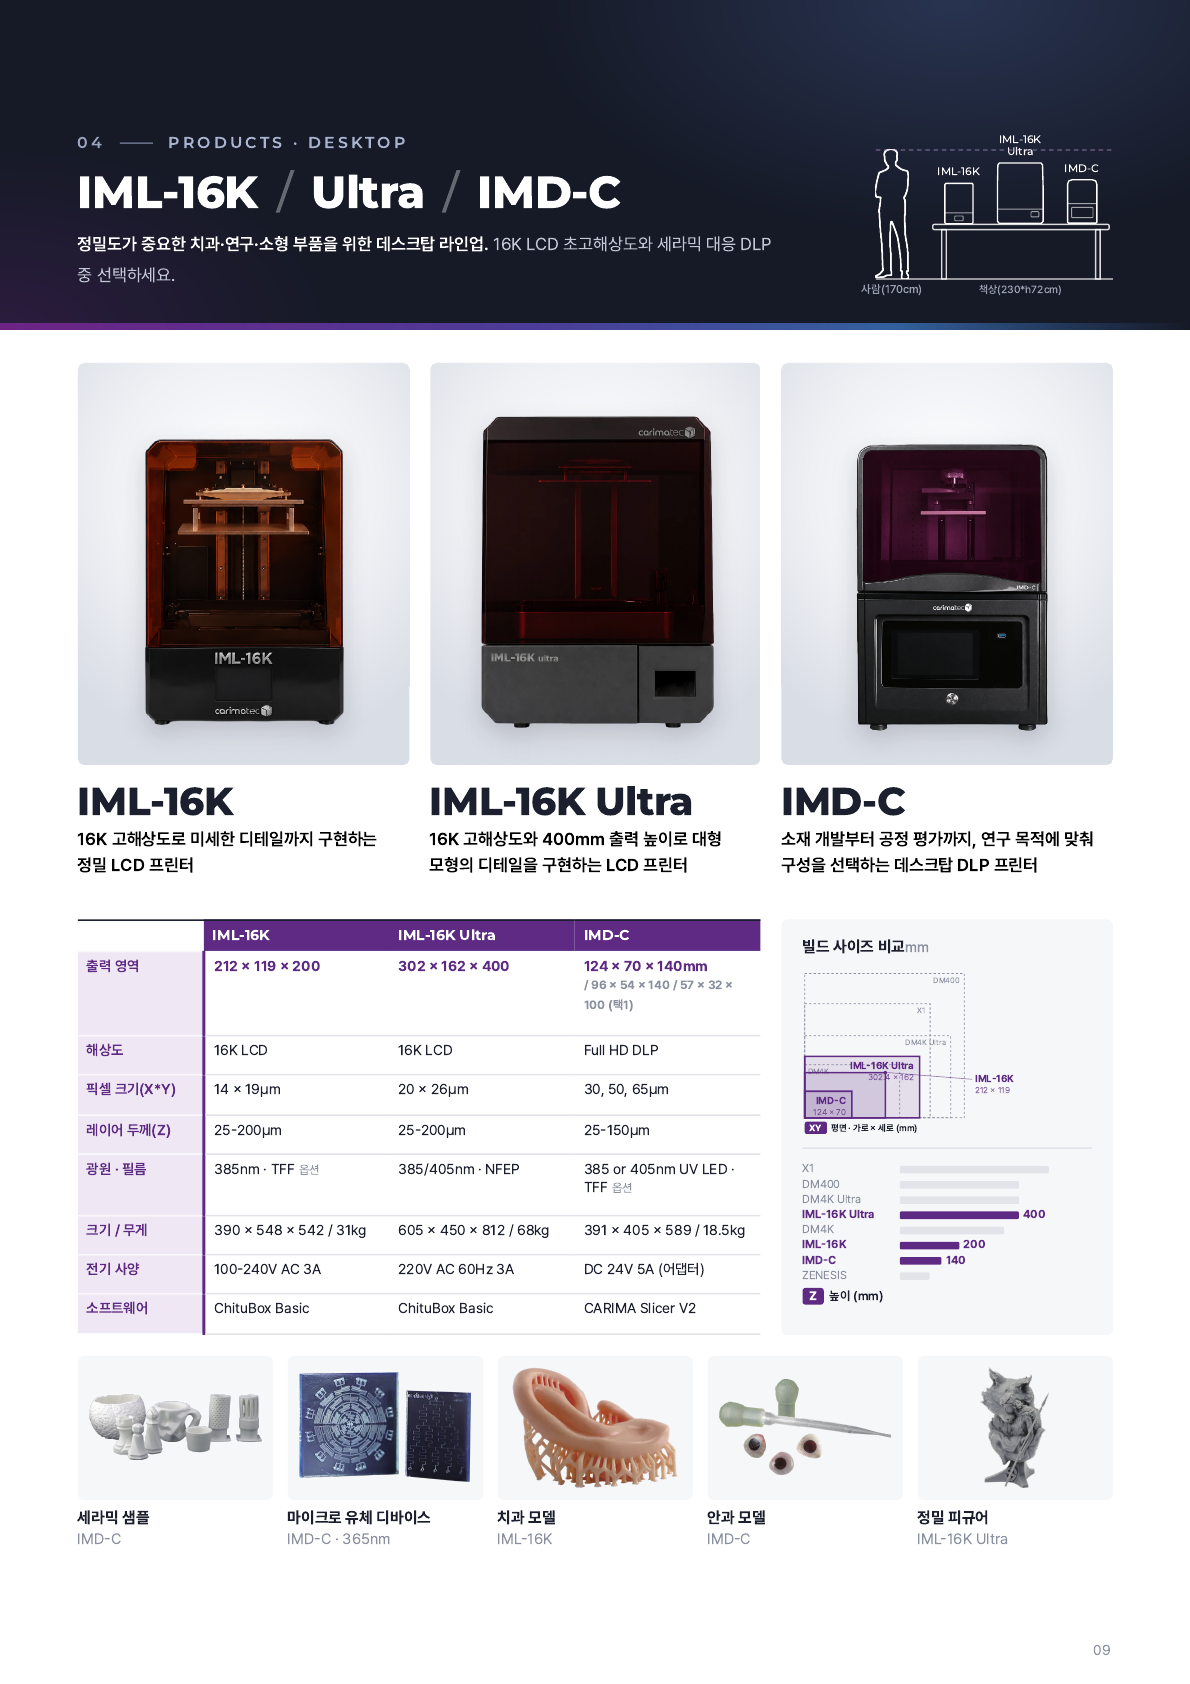 04 — PRODUCTS · DESKTOP
IML-16K / Ultra / IMD-C
정밀도가 중요한 치과·연구·소형 부품을 위한 데스크탑 라인업. 16K LCD 초고해상도와 세라믹 대응 DLP
중 선택하세요.
IML-16K
Ultra
IML-16K
IMD-C
사람(170cm)
책상(230*h72cm)
carimatec
IML-16K
carimatec
IML-16K ultra
IMD-C
carimatec
IML-16K
16K 고해상도로 미세한 디테일까지 구현하는
정밀 LCD 프린터
IML-16K Ultra
16K 고해상도와 400mm 출력 높이로 대형
모형의 디테일을 구현하는 LCD 프린터
IMD-C
소재 개발부터 공정 평가까지, 연구 목적에 맞춰
구성을 선택하는 데스크탑 DLP 프린터
IML-16K IML-16K Ultra IMD-C
출력 영역 212 × 119 × 200 302 × 162 × 400 124 × 70 × 140mm
/ 96 × 54 × 140 / 57 × 32 ×
100 (택1)
해상도 16K LCD 16K LCD Full HD DLP
픽셀 크기(X*Y) 14 × 19μm 20 × 26μm 30, 50, 65μm
레이어 두께(Z) 25-200μm 25-200μm 25-150μm
광원 · 필름 385nm · TFF 옵션 385/405nm · NFEP 385 or 405nm UV LED ·
TFF 옵션
크기 / 무게 390 × 548 × 542 / 31kg 605 × 450 × 812 / 68kg 391 × 405 × 589 / 18.5kg
전기 사양 100-240V AC 3A 220V AC 60Hz 3A DC 24V 5A (어댑터)
소프트웨어 ChituBox Basic ChituBox Basic CARIMA Slicer V2
빌드 사이즈 비교mm
DM400
X1
DM4K Ultra
DM4K
IML-16K Ultra
302.4 × 162
IML-16K
212 × 119
IMD-C
124 × 70
XY 평면 · 가로 × 세로 (mm)
X1
DM400
DM4K Ultra
IML-16K Ultra 400
DM4K
IML-16K 200
IMD-C 140
ZENESIS
Z 높이 (mm)
세라믹 샘플
IMD-C
마이크로 유체 디바이스
IMD-C · 365nm
치과 모델
IML-16K
안과 모델
IMD-C
정밀 피규어
IML-16K Ultra
09